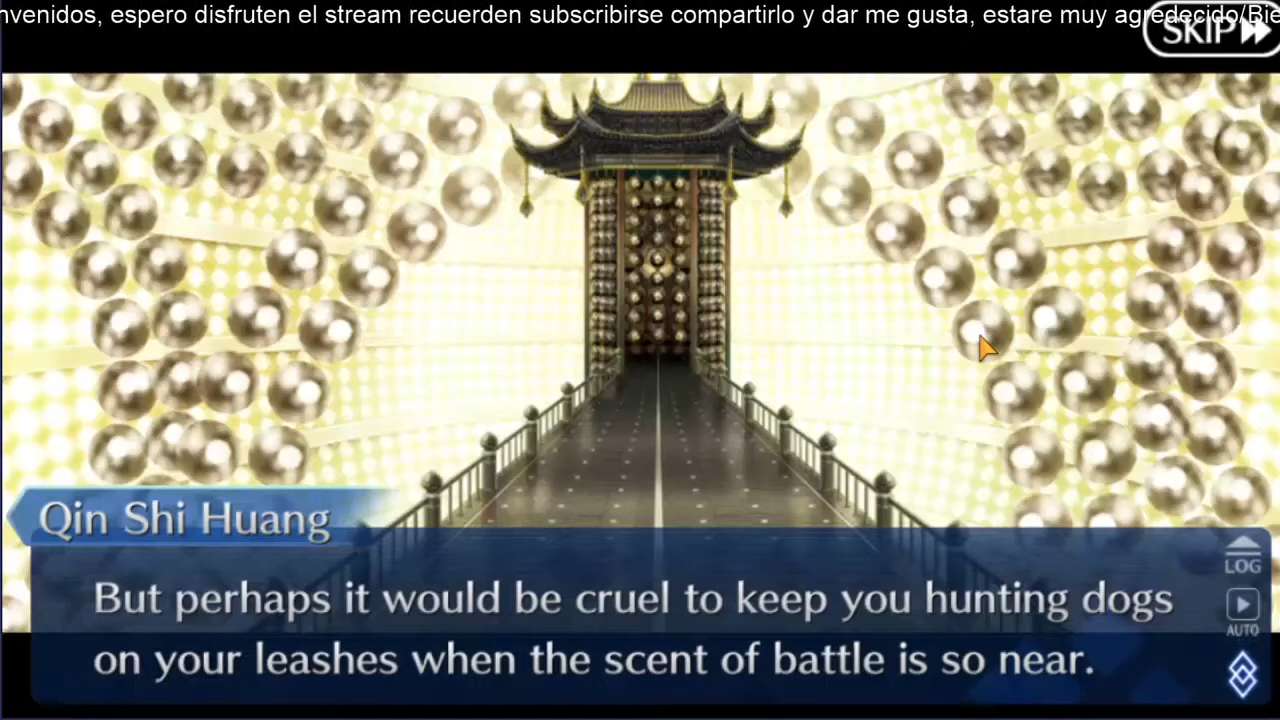 nvenidos, espero disfruten el stream recuerden subscribirse compartirlo y dar me gusta, estare muy agredecido/Bie
SKIP
Qin Shi Huang
But perhaps it would be cruel to keep you hunting dogs
on your leashes when the scent of battle is so near.
LOG
AUTO